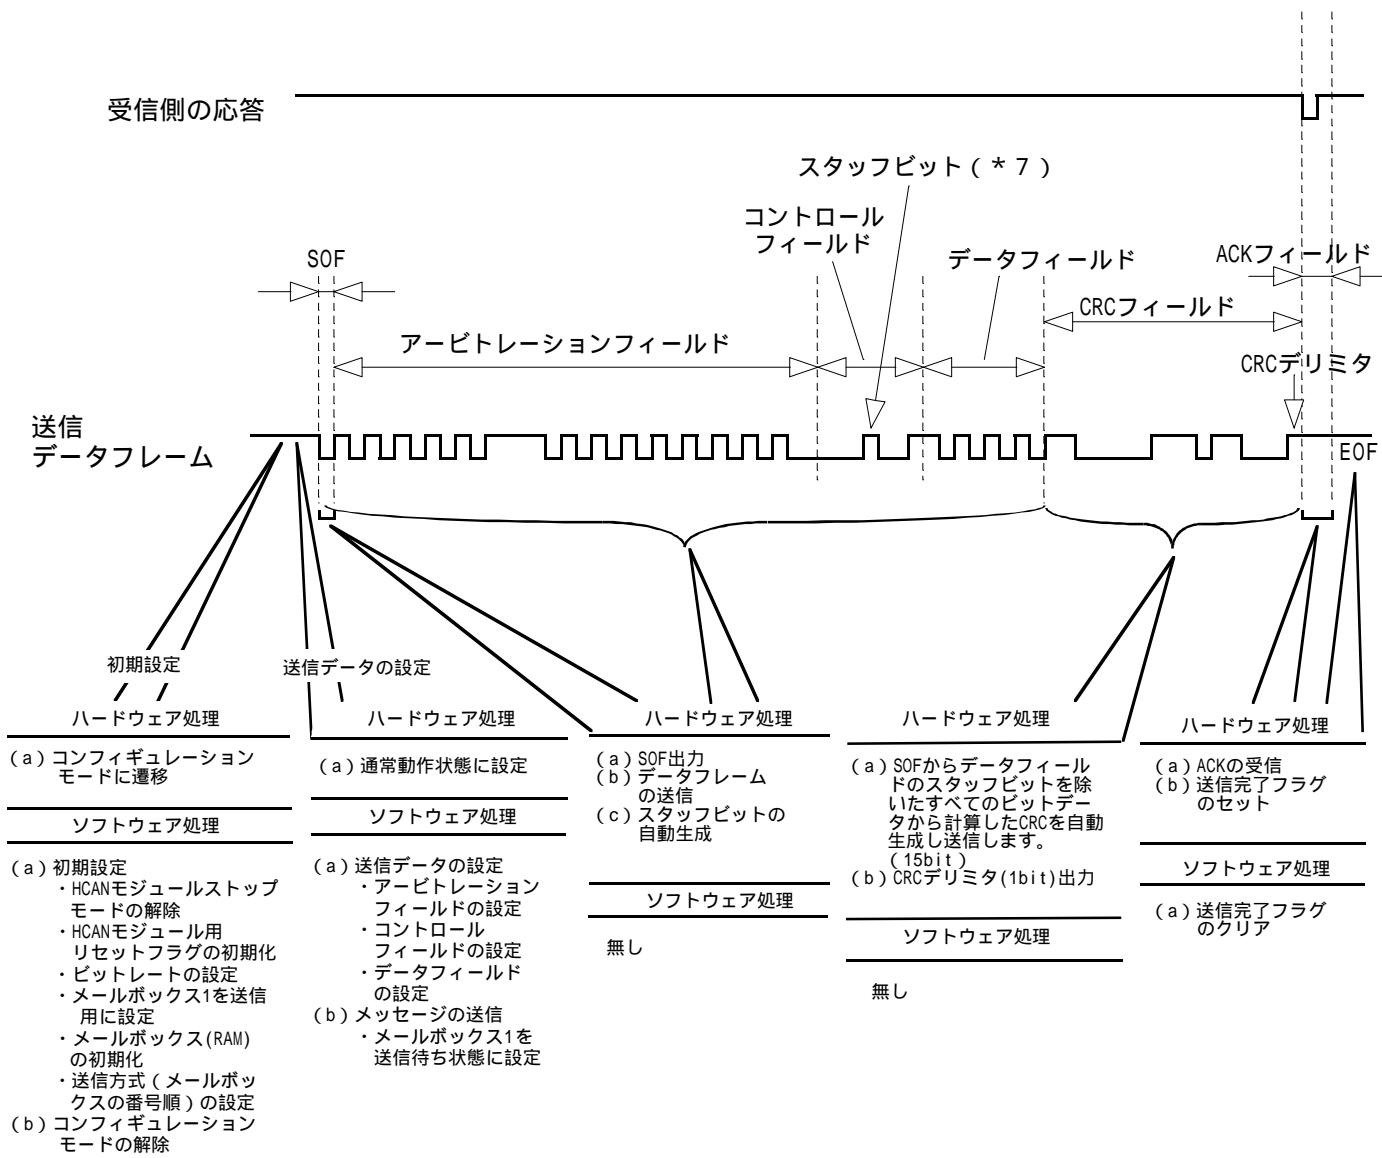 受信側の応答
スタッフビット(*7)
コントロール
フィールド
データフィールド
ACKフィールド
SOF
CRCフィールド
アービトレーションフィールド
CRCデリミタ
送信
データフレーム
EOF
初期設定
ハードウェア処理
(a)コンフィギュレーション
モードに遷移
ソフトウェア処理
(a)初期設定
・HCANモジュールストップ
モードの解除
・HCANモジュール用
リセットフラグの初期化
・ビットレートの設定
・メールボックス1を送信
用に設定
・メールボックス(RAM)
の初期化
・送信方式(メールボッ
クスの番号順)の設定
(b)コンフィギュレーション
モードの解除
送信データの設定
ハードウェア処理
(a)通常動作状態に設定
ソフトウェア処理
(a)送信データの設定
・アービトレーション
フィールドの設定
・コントロール
フィールドの設定
・データフィールド
の設定
(b)メッセージの送信
・メールボックス1を
送信待ち状態に設定
ハードウェア処理
(a)SOF出力
(b)データフレーム
の送信
(c)スタッフビットの
自動生成
ソフトウェア処理
無し
ハードウェア処理
(a)SOFからデータフィール
ドのスタッフビットを除
いたすべてのビットデー
タから計算したCRCを自動
生成し送信します。
(15bit)
(b)CRCデリミタ(1bit)出力
ソフトウェア処理
無し
ハードウェア処理
(a)ACKの受信
(b)送信完了フラグ
のセット
ソフトウェア処理
(a)送信完了フラグ
のクリア